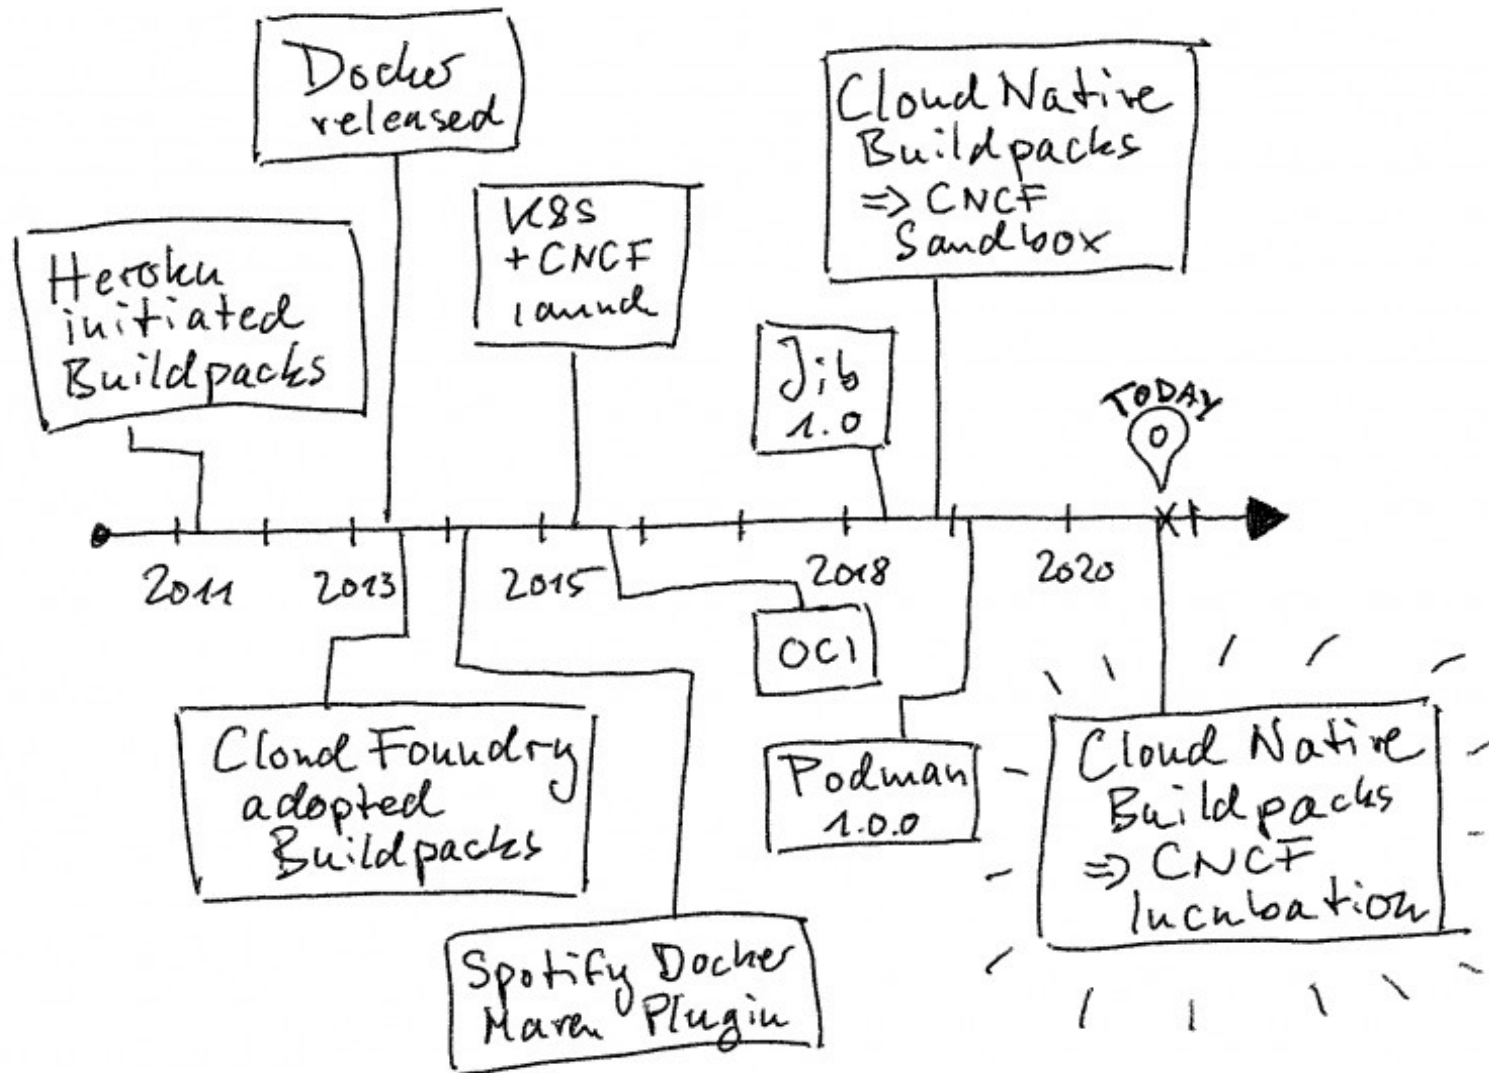 Docker
released
Cloud Native
Buildpacks
=> CNCF
Sandbox
K8S
+ CNCF
launch
Heroku
initiated
Buildpacks
Jib
1.0
TODAY
2011
2013
2015
2018
2020
OCI
Cloud Foundry
adopted
Buildpacks
Podman
1.0.0
Cloud Native
Buildpacks
=> CNCF
Incubation
Spotify Docker
Maven Plugin